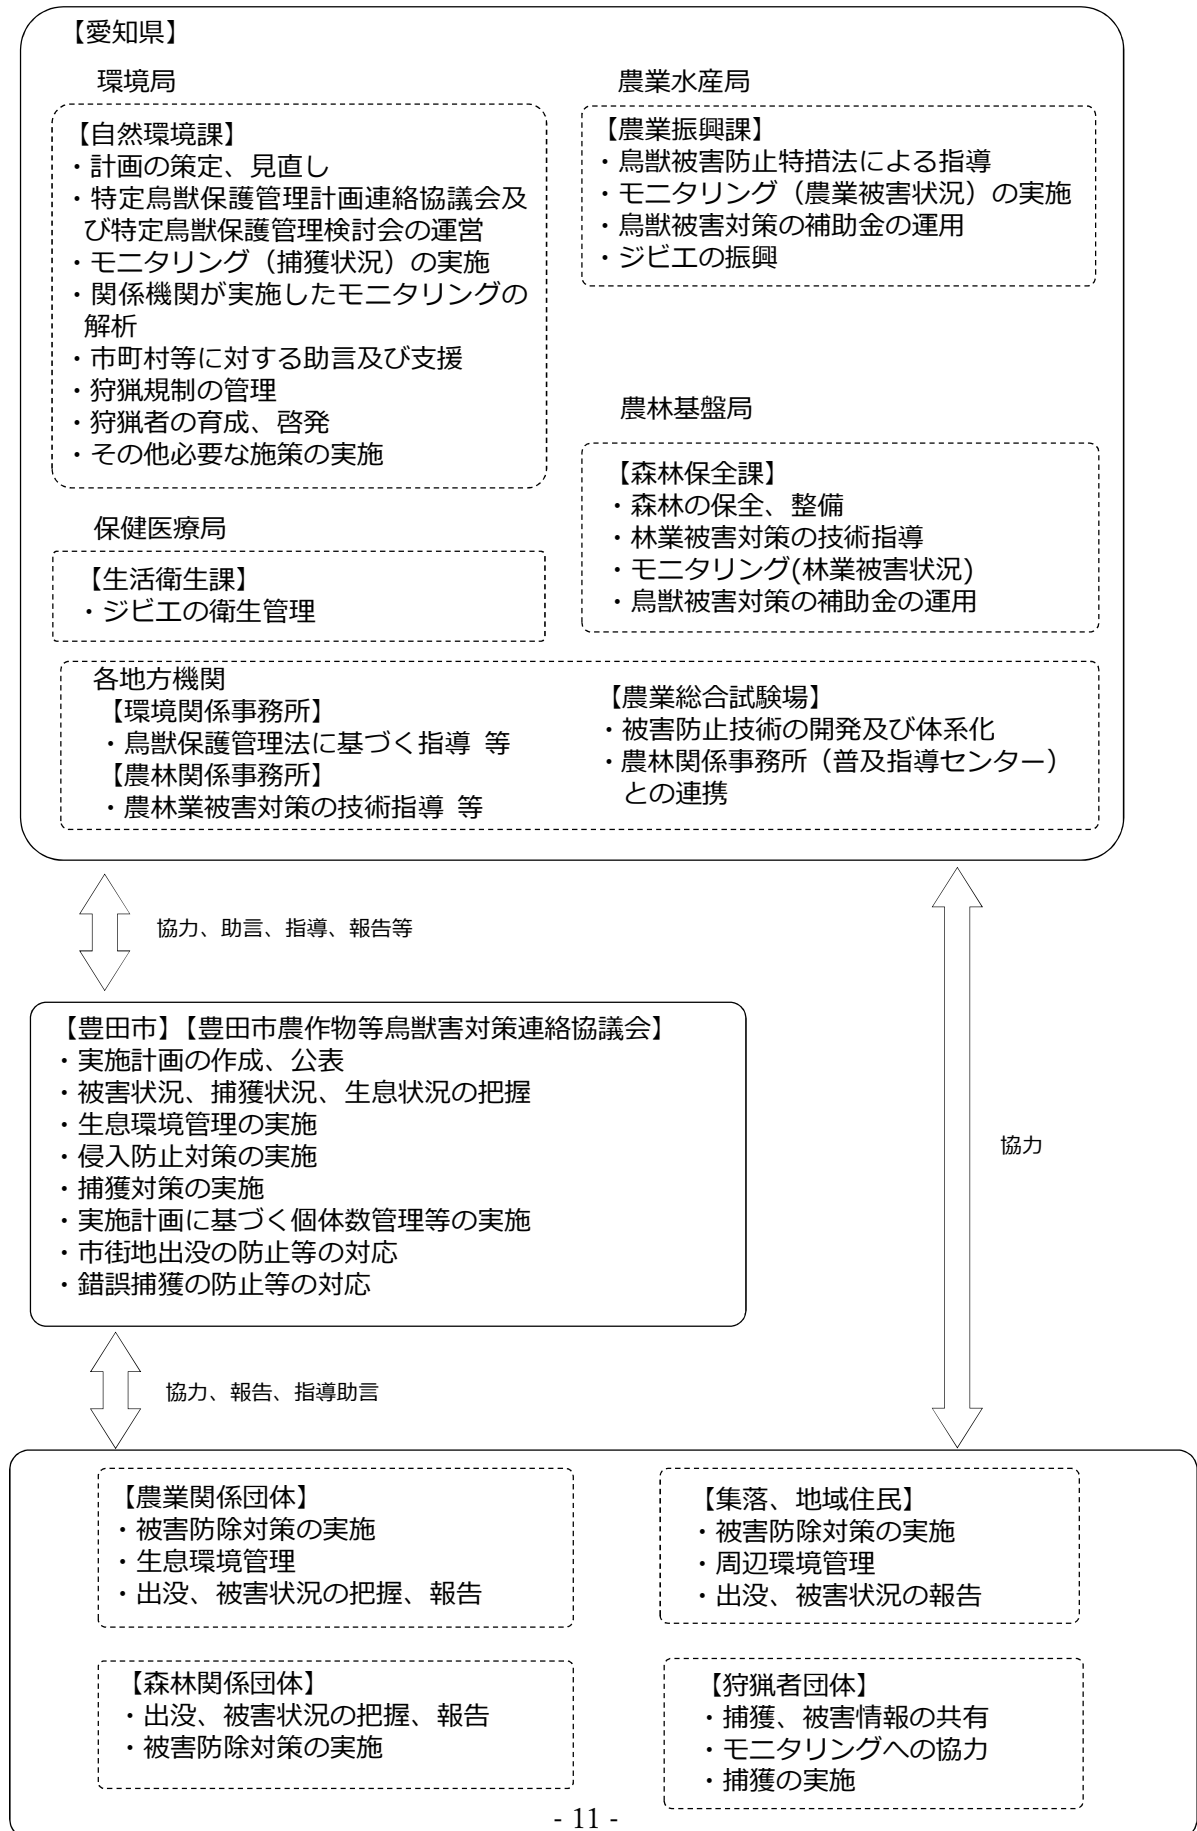 【愛知県】
環境局
【自然環境課】
・計画の策定、見直し
・特定鳥獣保護管理計画連絡協議会及
び特定鳥獣保護管理検討会の運営
・モニタリング（捕獲状況）の実施
・関係機関が実施したモニタリングの
解析
・市町村等に対する助言及び支援
・狩猟規制の管理
・狩猟者の育成、啓発
・その他必要な施策の実施
農業水産局
【農業振興課】
・鳥獣被害防止特措法による指導
・モニタリング（農業被害状況）の実施
・鳥獣被害対策の補助金の運用
・ジビエの振興
農林基盤局
【森林保全課】
・森林の保全、整備
・林業被害対策の技術指導
・モニタリング(林業被害状況)
・鳥獣被害対策の補助金の運用
保健医療局
【生活衛生課】
・ジビエの衛生管理
各地方機関
【環境関係事務所】
・鳥獣保護管理法に基づく指導 等
【農林関係事務所】
・農林業被害対策の技術指導 等
【農業総合試験場】
・被害防止技術の開発及び体系化
・農林関係事務所（普及指導センター）
との連携
協力、助言、指導、報告等
協力
【豊田市】【豊田市農作物等鳥獣害対策連絡協議会】
・実施計画の作成、公表
・被害状況、捕獲状況、生息状況の把握
・生息環境管理の実施
・侵入防止対策の実施
・捕獲対策の実施
・実施計画に基づく個体数管理等の実施
・市街地出没の防止等の対応
・錯誤捕獲の防止等の対応
協力、報告、指導助言
【農業関係団体】
・被害防除対策の実施
・生息環境管理
・出没、被害状況の把握、報告
【集落、地域住民】
・被害防除対策の実施
・周辺環境管理
・出没、被害状況の報告
【森林関係団体】
・出没、被害状況の把握、報告
・被害防除対策の実施
【狩猟者団体】
・捕獲、被害情報の共有
・モニタリングへの協力
・捕獲の実施
- 11 -